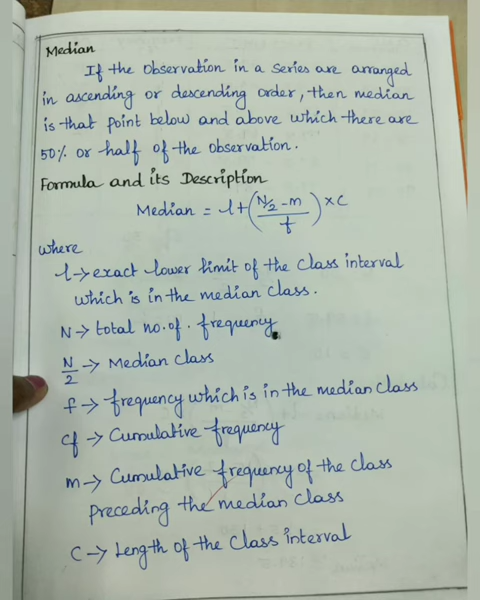 Median
If the observation in a series are arranged
in ascending or descending order, then median
is that point below and above which there are
50% or half of the observation.
Formula and its Description
Median = l+(N/2-m/f)×C
where
l→exact lower limit of the class interval
which is in the median class.
N→ total no.of. frequency.
N/2 → Median class
f→ frequency which is in the median class
cf → Cumulative frequency
m→ Cumulative frequency of the class
preceding the median class
C→ Length of the class interval